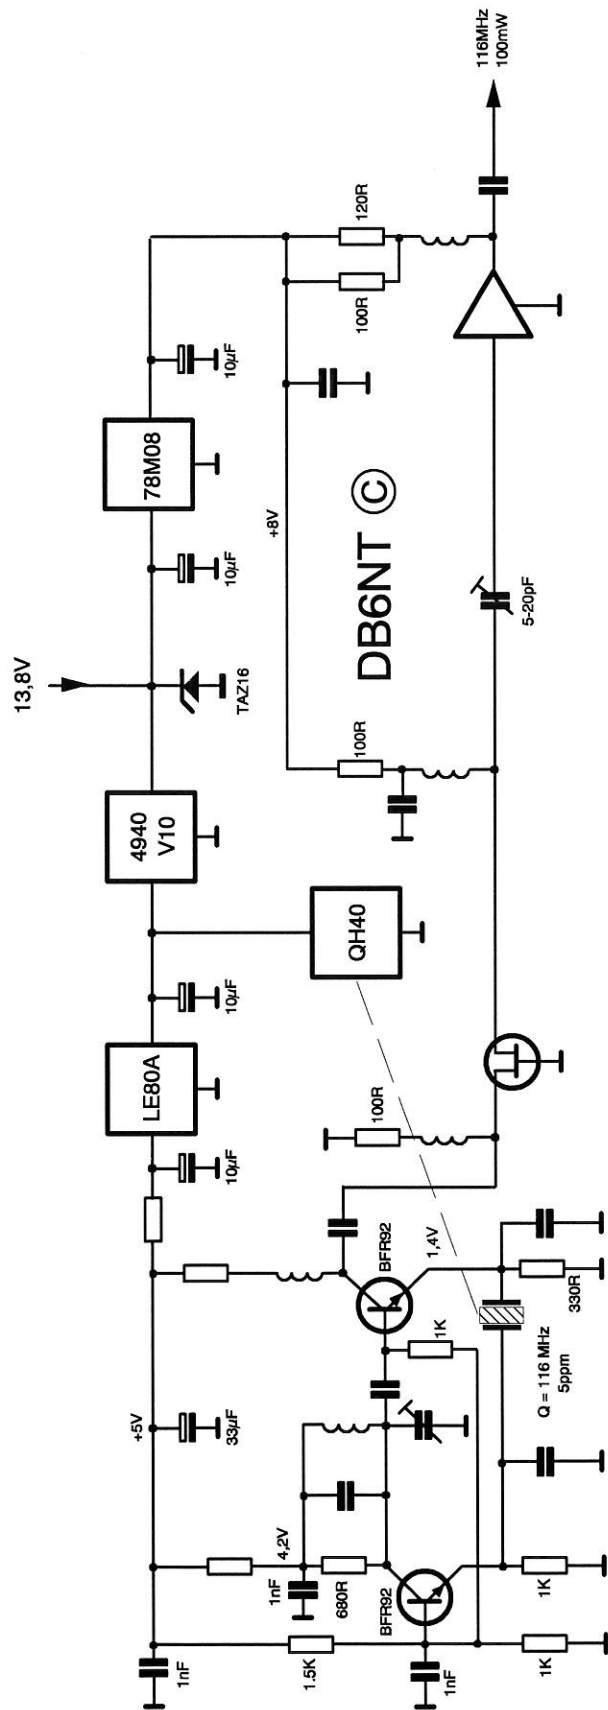 13,8V
4940
V10
78M08
LE80A
10µF
10µF
10µF
10µF
TAZ16
+5V
33µF
1nF
+8V
120R
100R
100R
QH40
DB6NT ©
116MHz
100mW
5-20pF
100R
4,2V
1nF
680R
1.5K
BFR92
BFR92
1,4V
1K
1nF
1K
1K
330R
Q = 116 MHz
5ppm